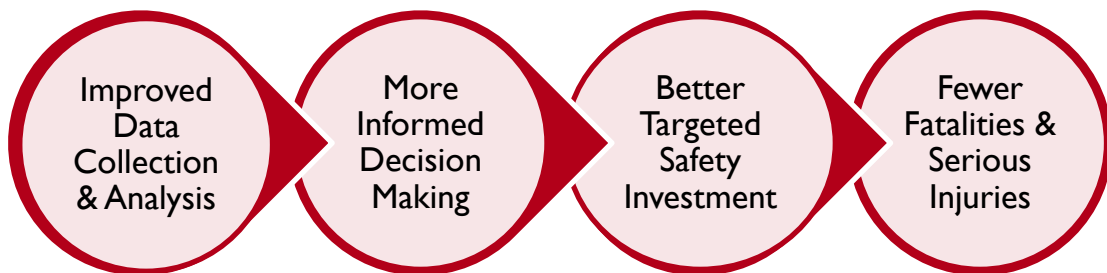 Improved
Data
Collection
& Analysis
More
Informed
Decision
Making
Better
Targeted
Safety
Investment
Fewer
Fatalities &
Serious
Injuries